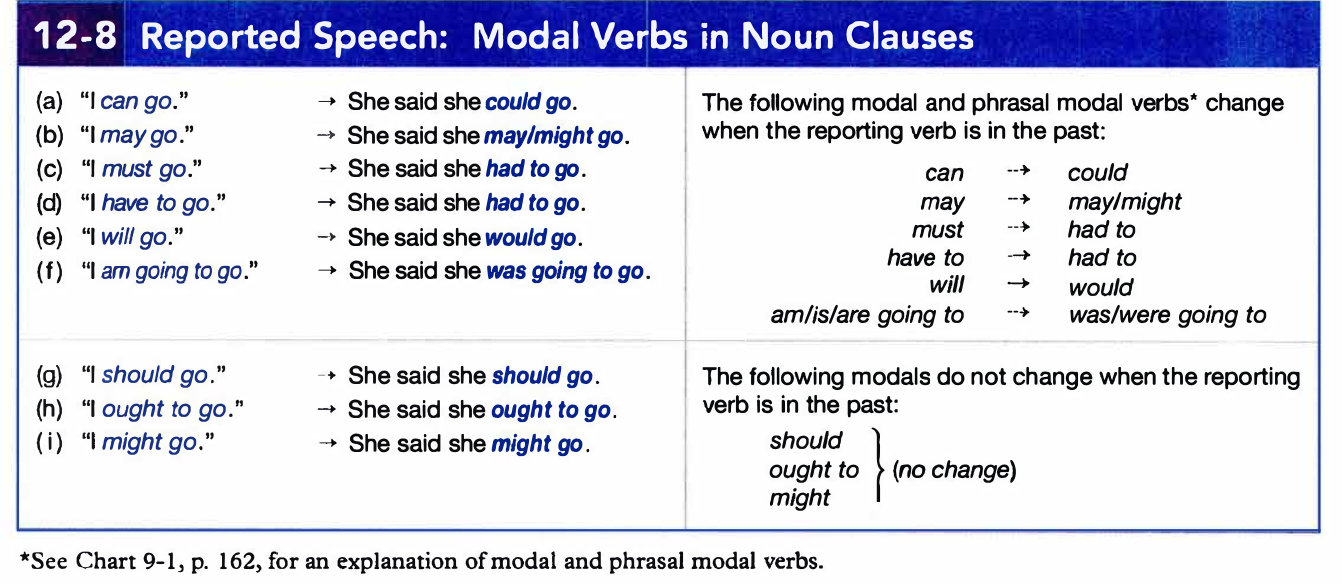 12-8 Reported Speech: Modal Verbs in Noun Clauses
(a) "I can go." → She said she could go.
(b) "I may go." → She said she may/might go.
(c) "I must go." → She said she had to go.
(d) "I have to go." → She said she had to go.
(e) "I will go." → She said she would go.
(f) "I am going to go." → She said she was going to go.
The following modal and phrasal modal verbs* change
when the reporting verb is in the past:
can → could
may → may/might
must → had to
have to → had to
will → would
am/is/are going to → was/were going to
(g) "I should go." → She said she should go.
(h) "I ought to go." → She said she ought to go.
(i) "I might go." → She said she might go.
The following modals do not change when the reporting
verb is in the past:
should
ought to (no change)
might
*See Chart 9-1, p. 162, for an explanation of modal and phrasal modal verbs.